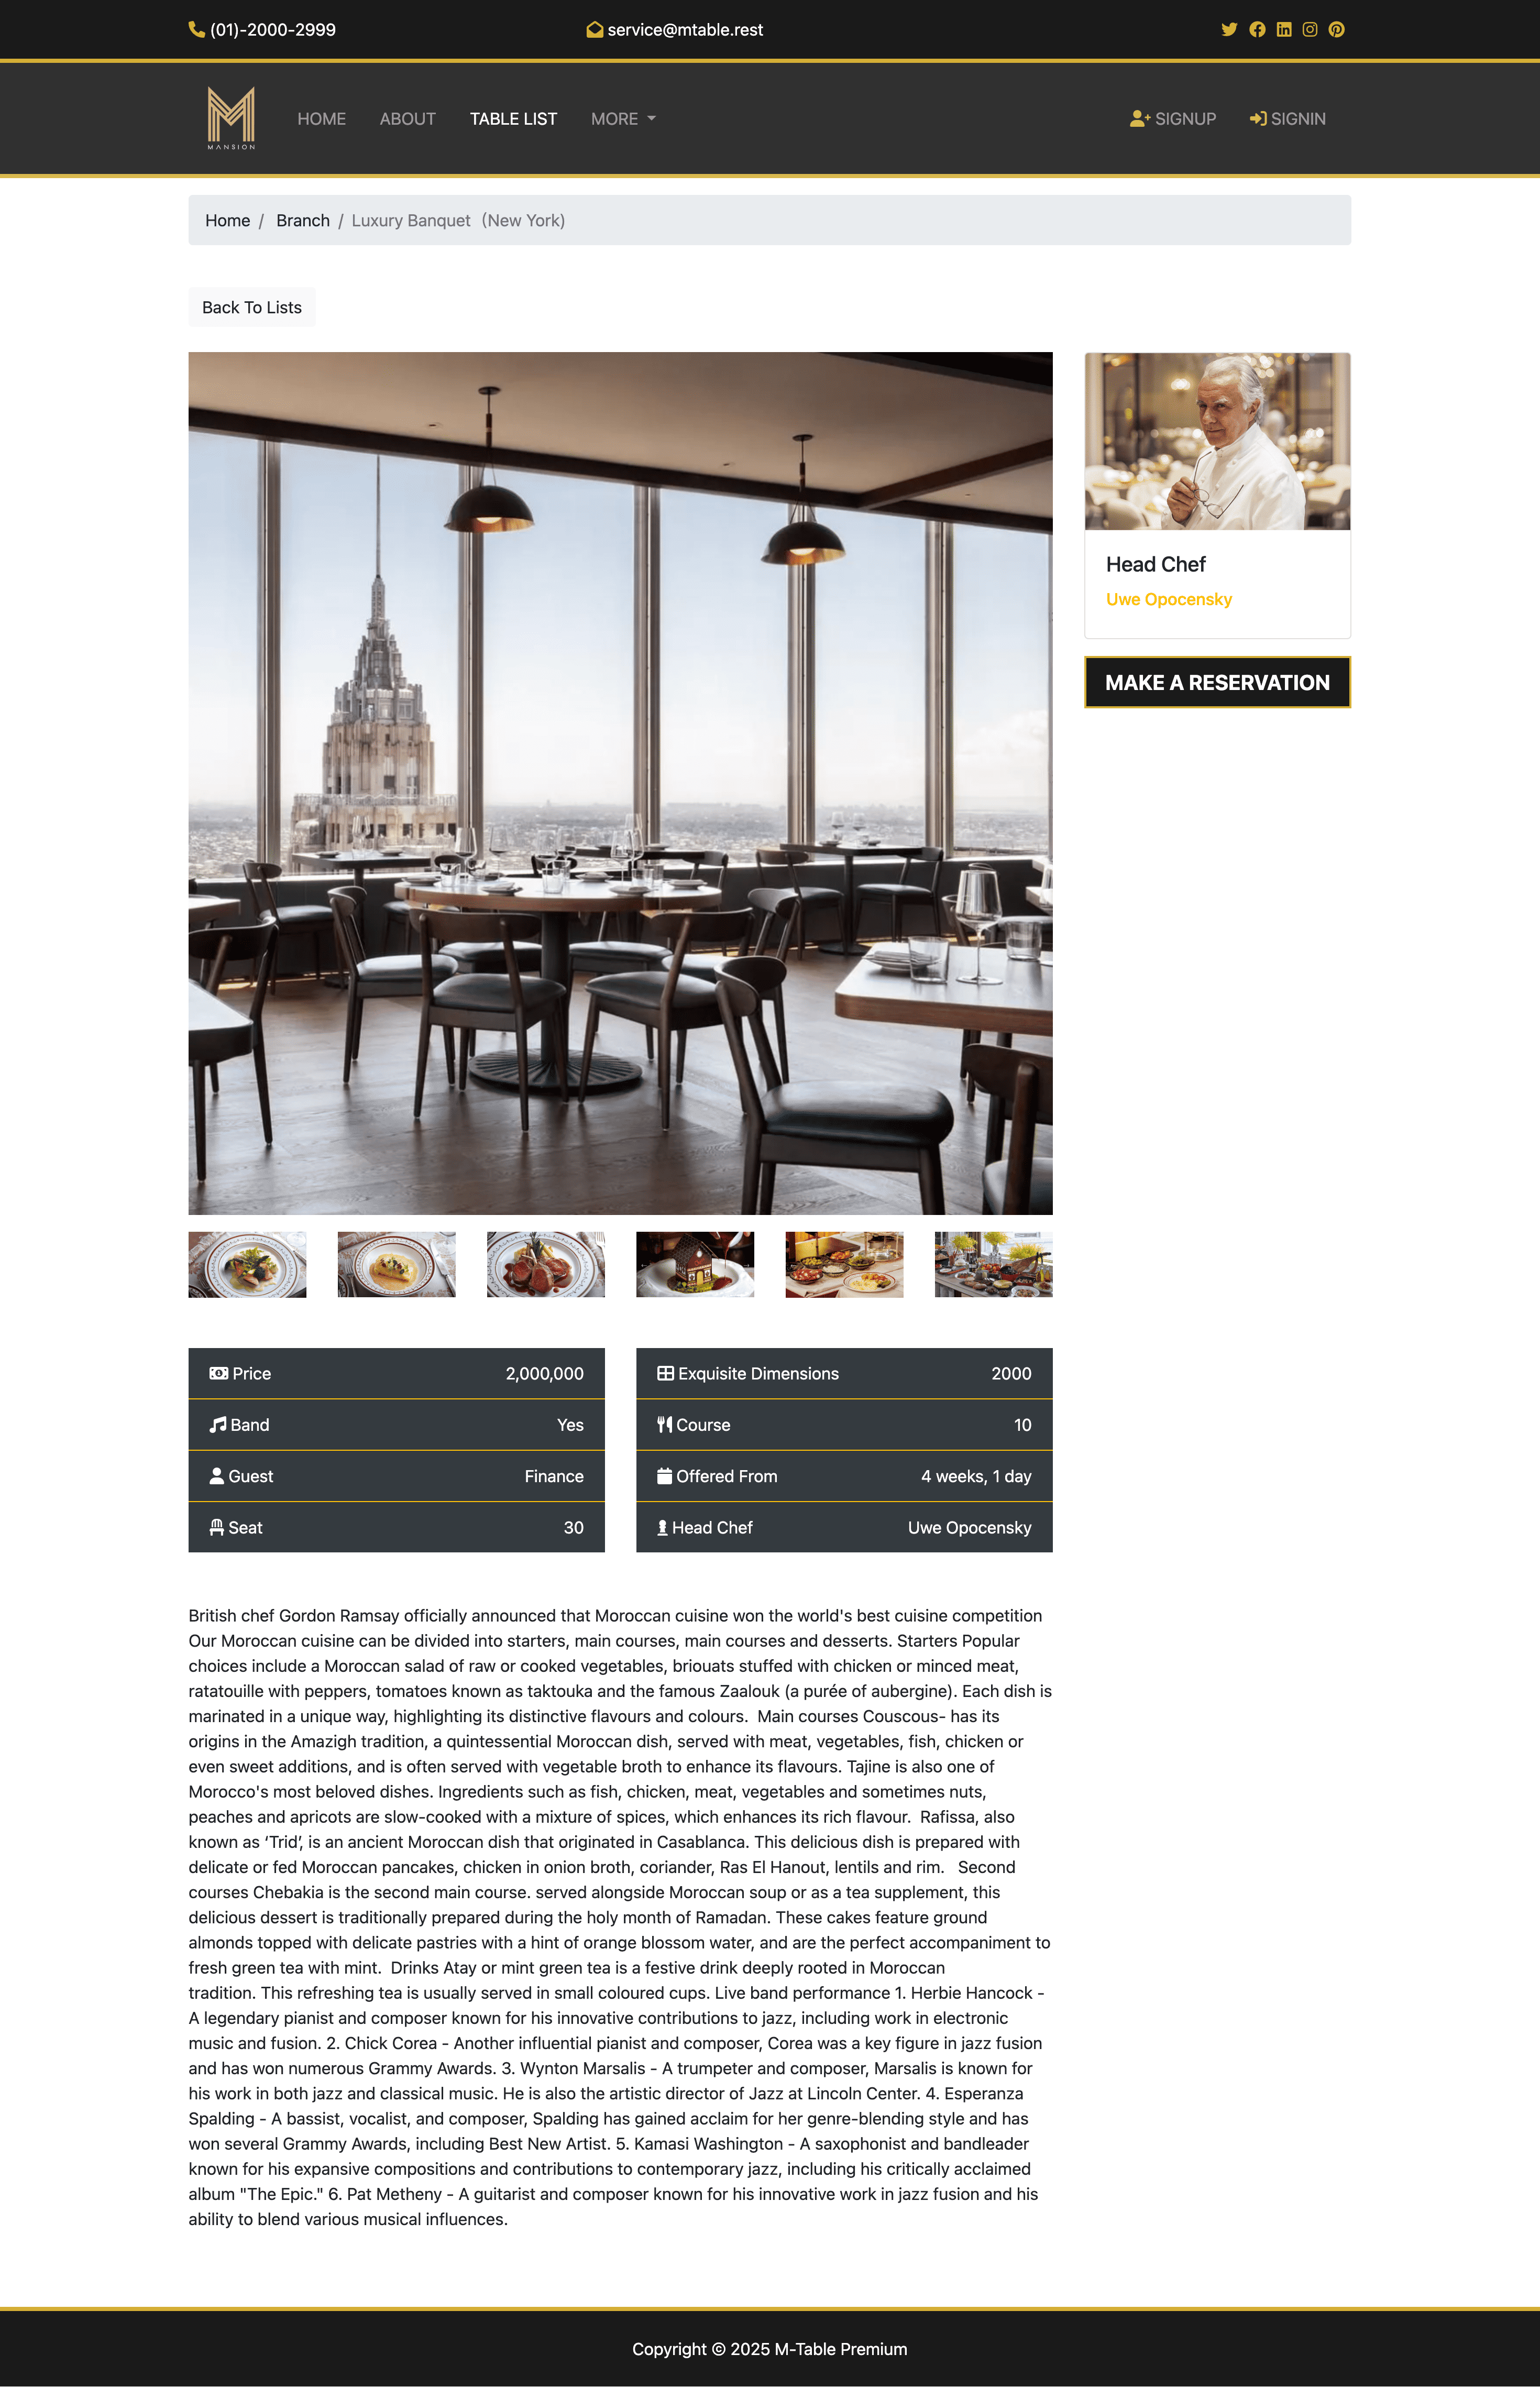 (01)-2000-2999
service@mtable.rest
MANSION
HOME
ABOUT
TABLE LIST
MORE
SIGNUP
SIGNIN
Home / Branch / Luxury Banquet (New York)
Back To Lists
Head Chef
Uwe Opocensky
MAKE A RESERVATION
Price 2,000,000
Band Yes
Guest Finance
Seat 30
Exquisite Dimensions 2000
Course 10
Offered From 4 weeks, 1 day
Head Chef Uwe Opocensky
British chef Gordon Ramsay officially announced that Moroccan cuisine won the world's best cuisine competition
Our Moroccan cuisine can be divided into starters, main courses, main courses and desserts. Starters Popular
choices include a Moroccan salad of raw or cooked vegetables, briouats stuffed with chicken or minced meat,
ratatouille with peppers, tomatoes known as taktouka and the famous Zaalouk (a purée of aubergine). Each dish is
marinated in a unique way, highlighting its distinctive flavours and colours.  Main courses Couscous- has its
origins in the Amazigh tradition, a quintessential Moroccan dish, served with meat, vegetables, fish, chicken or
even sweet additions, and is often served with vegetable broth to enhance its flavours. Tajine is also one of
Morocco's most beloved dishes. Ingredients such as fish, chicken, meat, vegetables and sometimes nuts,
peaches and apricots are slow-cooked with a mixture of spices, which enhances its rich flavour.  Rafissa, also
known as ‘Trid’, is an ancient Moroccan dish that originated in Casablanca. This delicious dish is prepared with
delicate or fed Moroccan pancakes, chicken in onion broth, coriander, Ras El Hanout, lentils and rim.   Second
courses Chebakia is the second main course. served alongside Moroccan soup or as a tea supplement, this
delicious dessert is traditionally prepared during the holy month of Ramadan. These cakes feature ground
almonds topped with delicate pastries with a hint of orange blossom water, and are the perfect accompaniment to
fresh green tea with mint.  Drinks Atay or mint green tea is a festive drink deeply rooted in Moroccan
tradition. This refreshing tea is usually served in small coloured cups. Live band performance 1. Herbie Hancock -
A legendary pianist and composer known for his innovative contributions to jazz, including work in electronic
music and fusion. 2. Chick Corea - Another influential pianist and composer, Corea was a key figure in jazz fusion
and has won numerous Grammy Awards. 3. Wynton Marsalis - A trumpeter and composer, Marsalis is known for
his work in both jazz and classical music. He is also the artistic director of Jazz at Lincoln Center. 4. Esperanza
Spalding - A bassist, vocalist, and composer, Spalding has gained acclaim for her genre-blending style and has
won several Grammy Awards, including Best New Artist. 5. Kamasi Washington - A saxophonist and bandleader
known for his expansive compositions and contributions to contemporary jazz, including his critically acclaimed
album "The Epic." 6. Pat Metheny - A guitarist and composer known for his innovative work in jazz fusion and his
ability to blend various musical influences.
Copyright © 2025 M-Table Premium